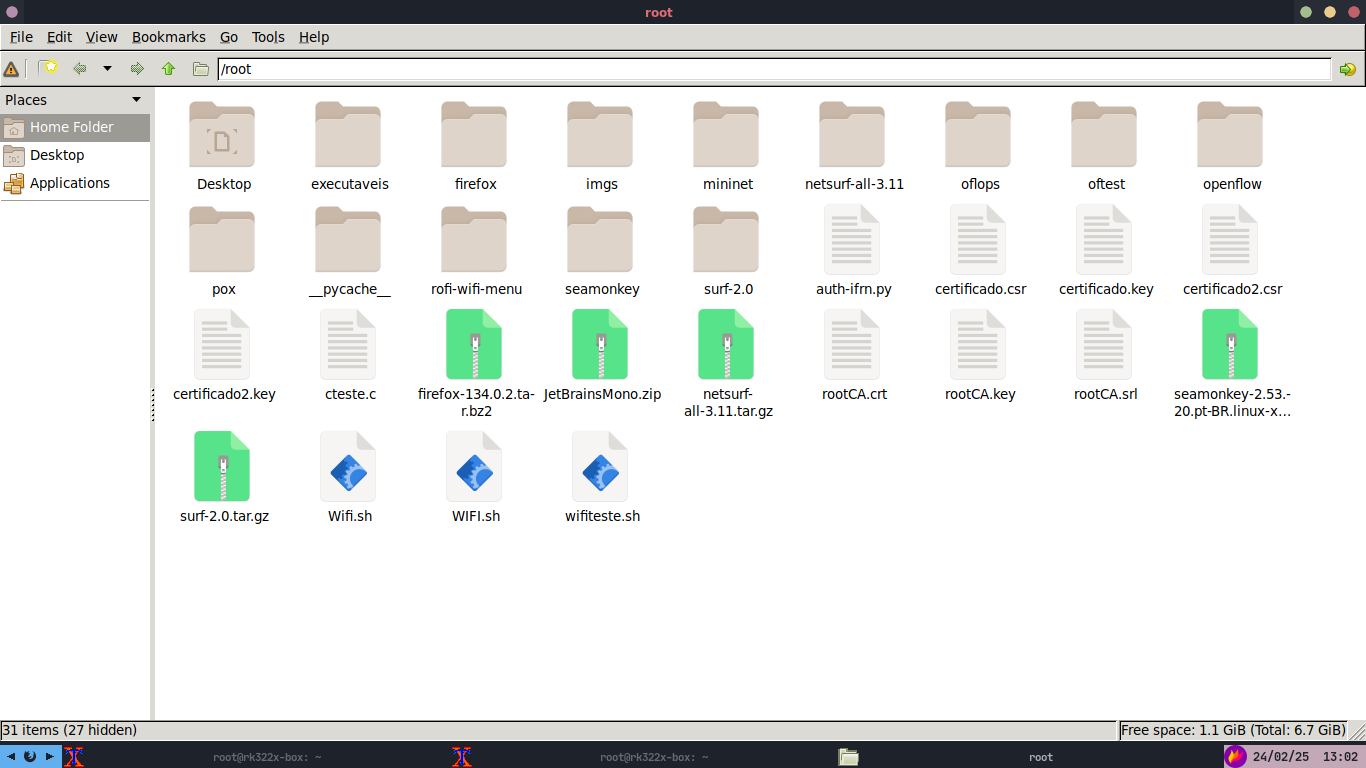 root
File Edit View Bookmarks Go Tools Help
/root
Places
Home Folder
Desktop
Applications
Desktop executaveis firefox imgs mininet netsurf-all-3.11 oflops oftest openflow
pox __pycache__ rofi-wifi-menu seamonkey surf-2.0 auth-ifrn.py certificado.csr certificado.key certificado2.csr
certificado2.key cteste.c firefox-134.0.2.ta- JetBrainsMono.zip netsurf- rootCA.crt rootCA.key rootCA.srl seamonkey-2.53.-
r.bz2 all-3.11.tar.gz 20.pt-BR.linux-x...
surf-2.0.tar.gz Wifi.sh WIFI.sh wifiteste.sh
31 items (27 hidden) Free space: 1.1 GiB (Total: 6.7 GiB)
root@rk322x-box: ~ root@rk322x-box: ~ root 24/02/25 13:02